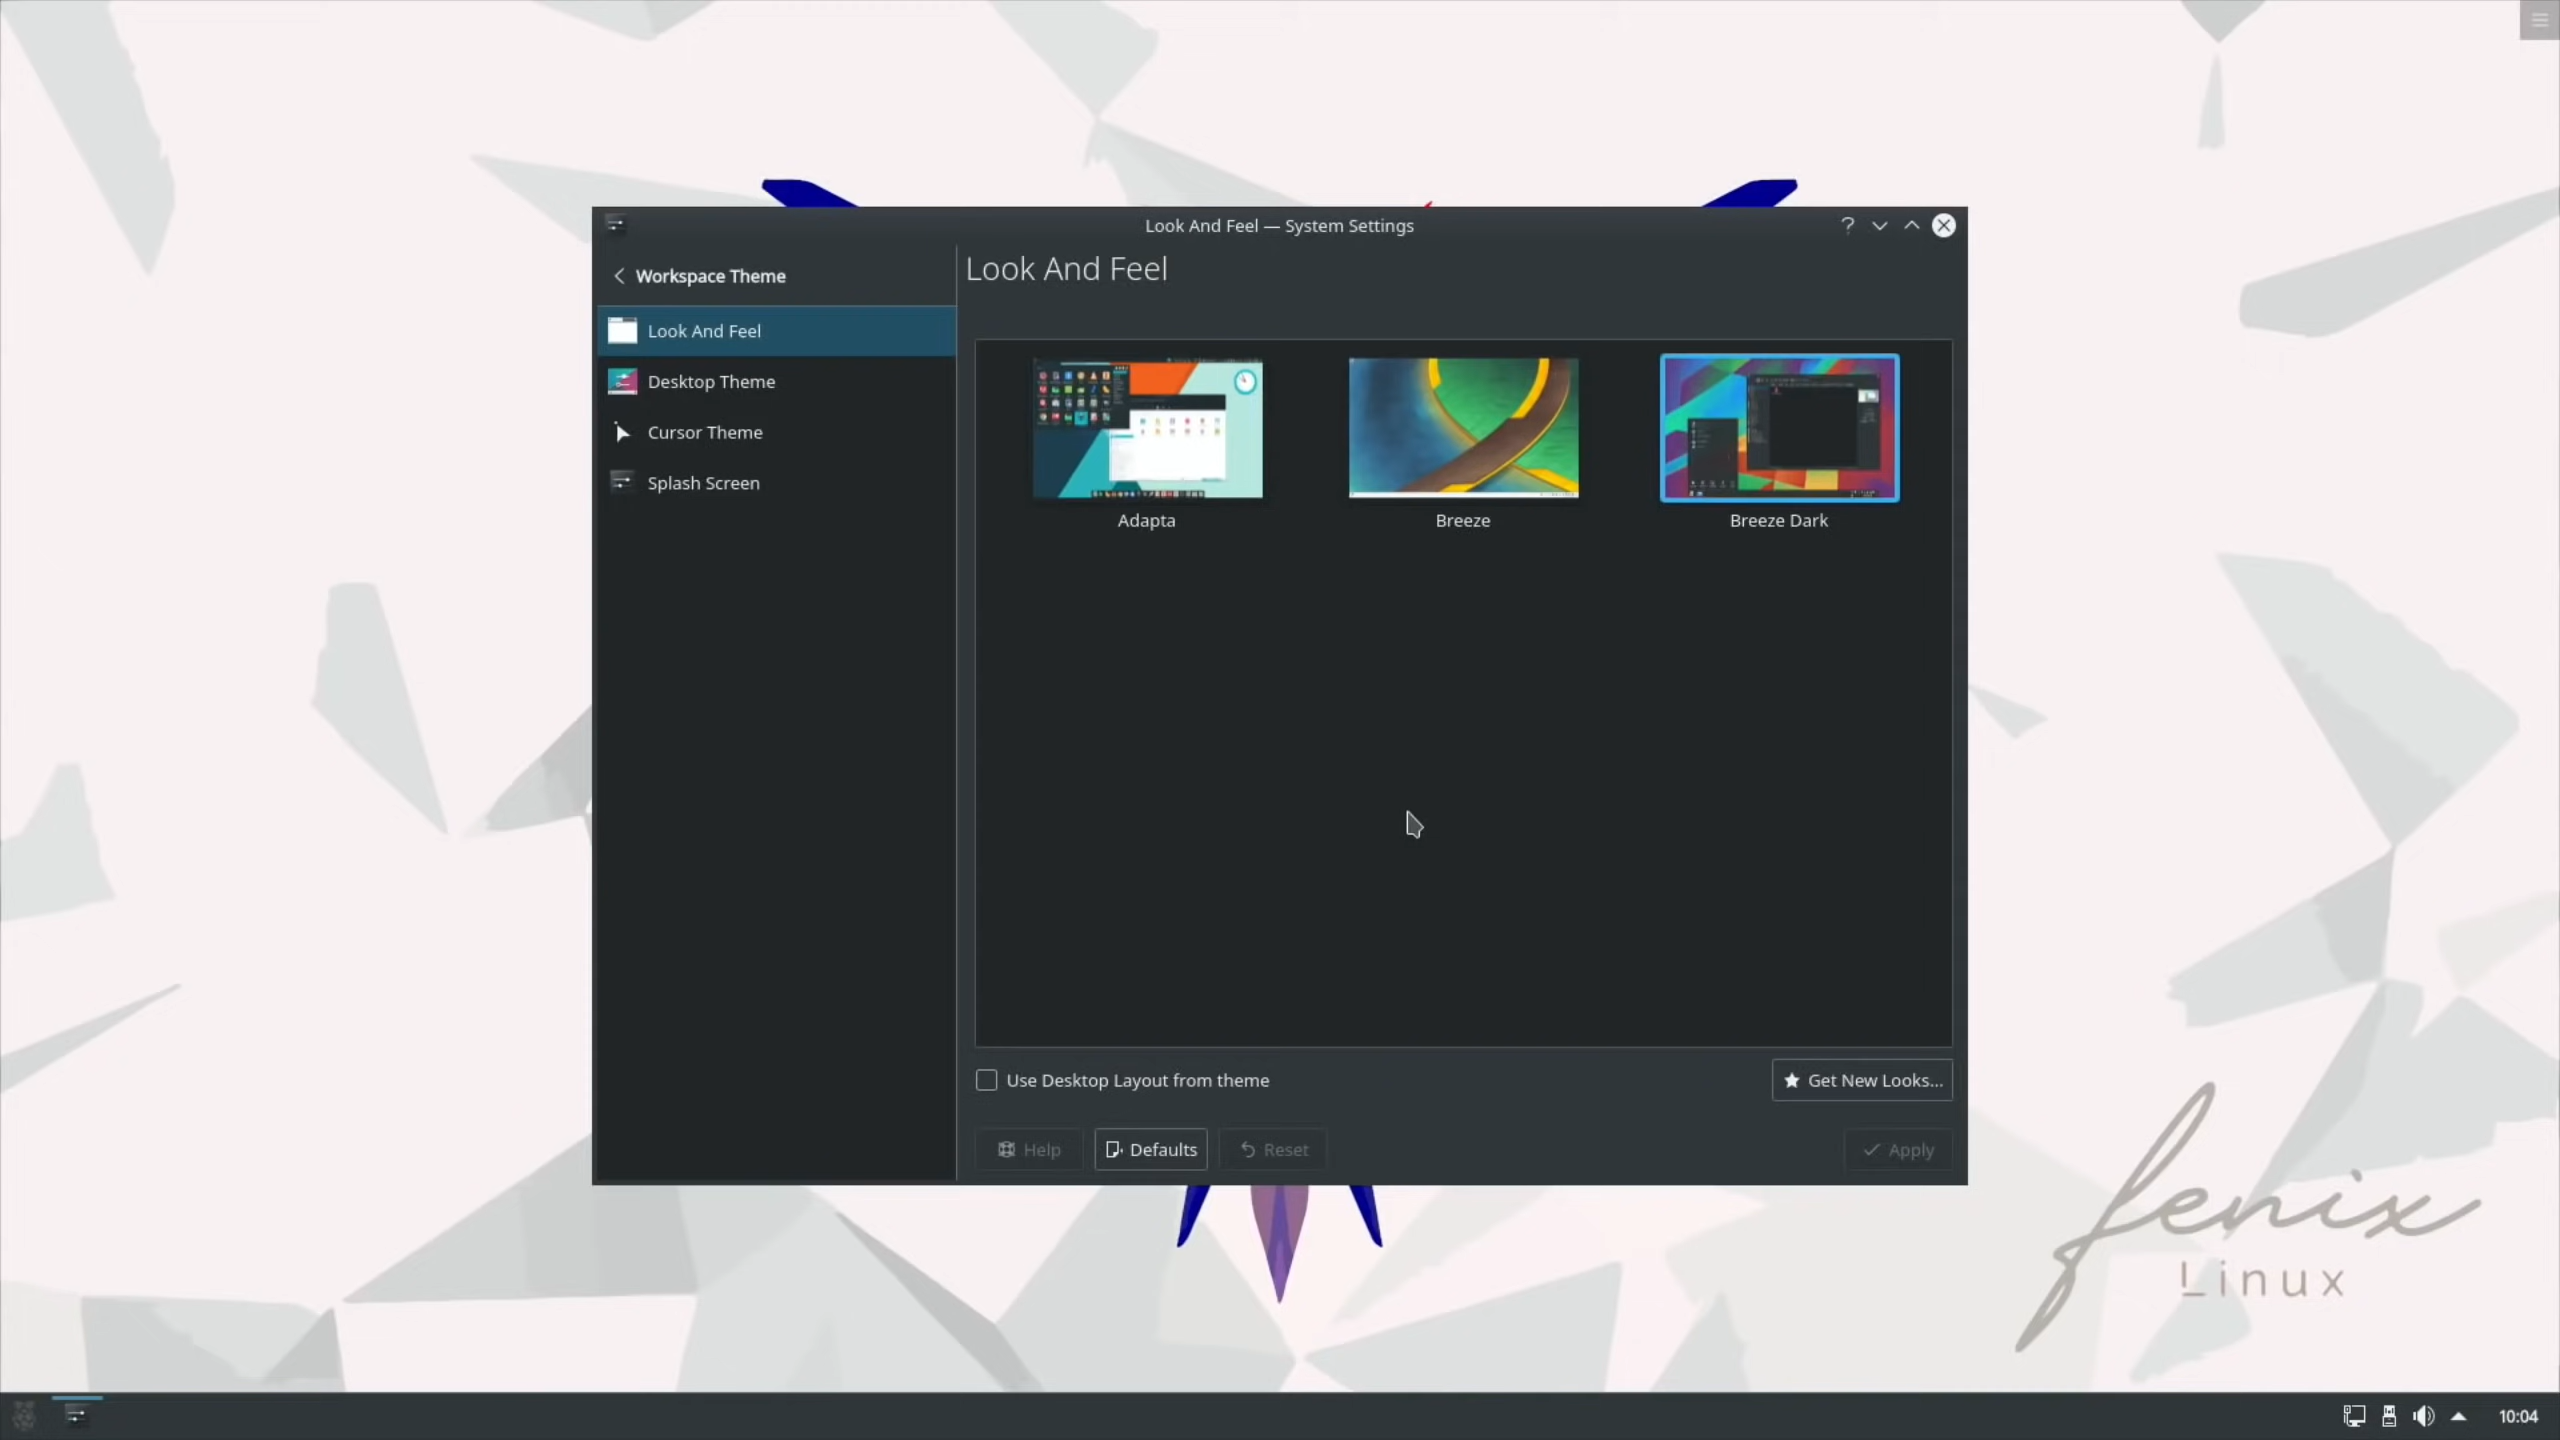 Look And Feel — System Settings
Workspace Theme
Look And Feel
Desktop Theme
Cursor Theme
Splash Screen
Look And Feel
Adapta
Breeze
Breeze Dark
Use Desktop Layout from theme
Get New Looks...
Help
Defaults
Reset
Apply
fenix
Linux
10:04